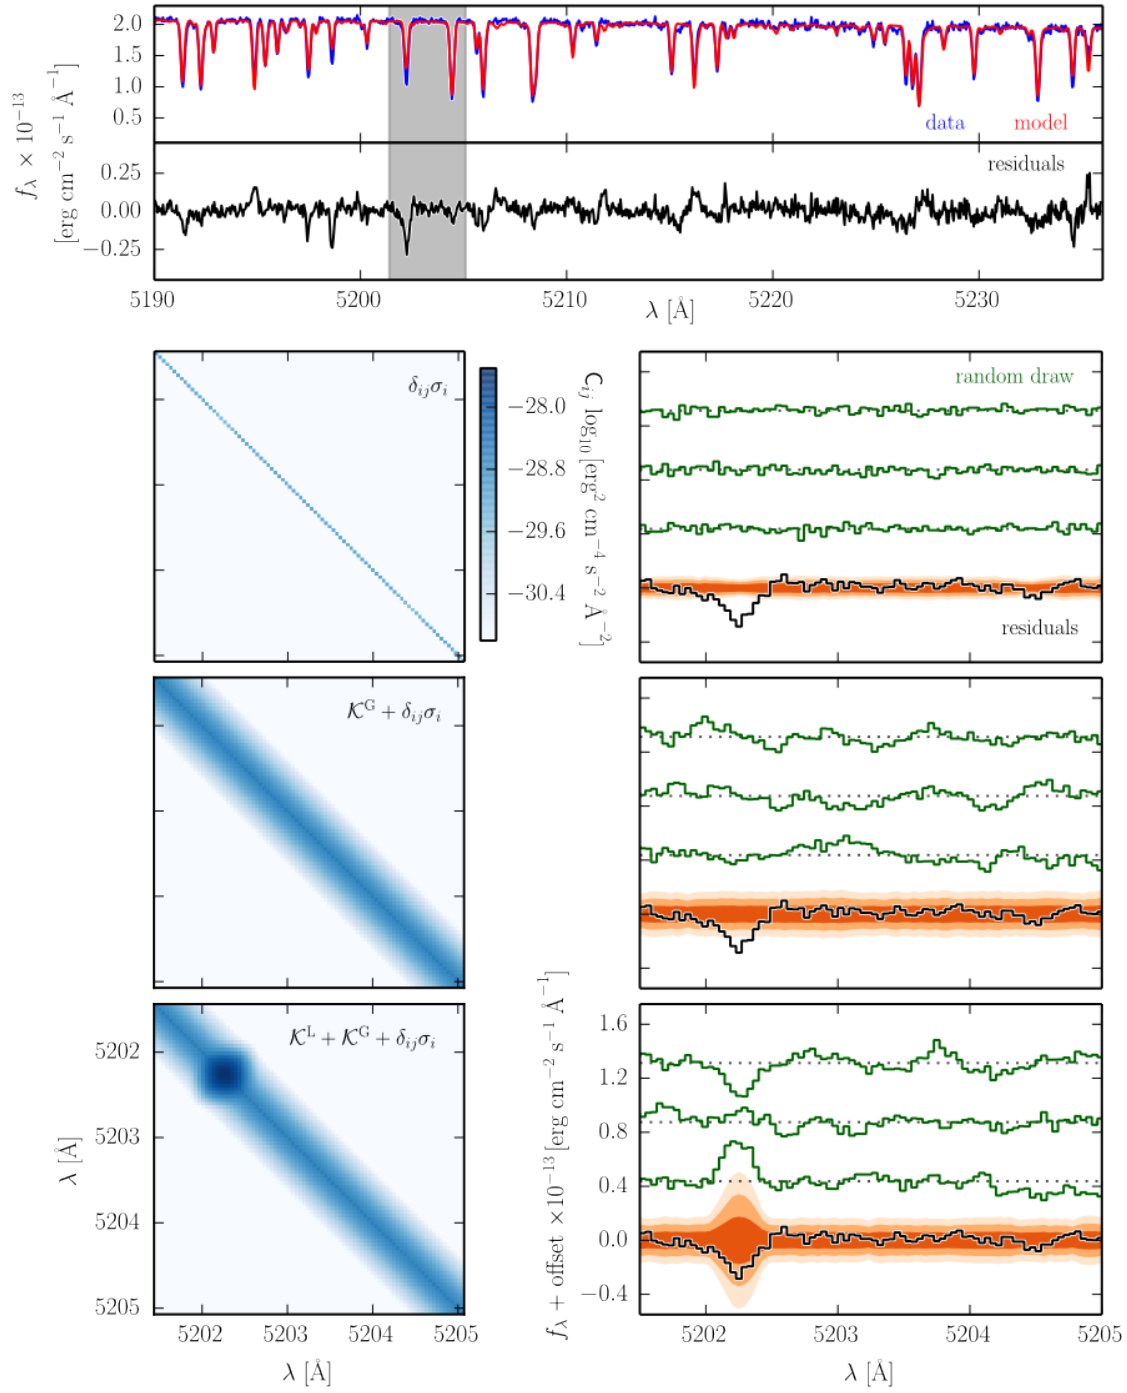 2.0
1.5
1.0
0.5
data model
f_λ × 10^−13
[erg cm^−2 s^−1 Å^−1]
residuals
0.25
0.00
−0.25
5190 5200 5210 5220 5230
λ [Å]
δ_ij σ_i
−28.0
−28.8
−29.6
−30.4
C_ij log_10 [erg^2 cm^−4 s^−2 Å^−2]
random draw
residuals
𝒦^G + δ_ij σ_i
𝒦^L + 𝒦^G + δ_ij σ_i
5202
5203
5204
5205
λ [Å]
5202 5203 5204 5205
λ [Å]
f_λ + offset ×10^−13 [erg cm^−2 s^−1 Å^−1]
1.6
1.2
0.8
0.4
0.0
−0.4
5202 5203 5204 5205
λ [Å]